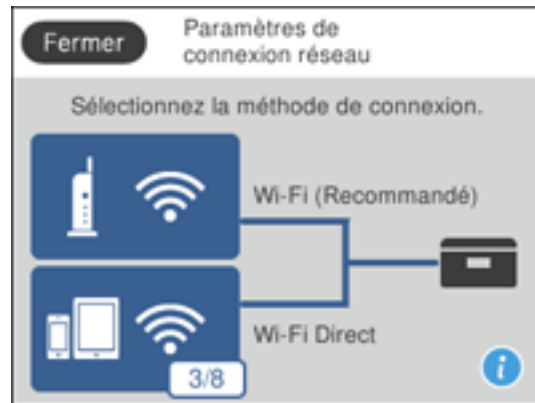 Fermer
Paramètres de
connexion réseau
Sélectionnez la méthode de connexion.
Wi-Fi (Recommandé)
Wi-Fi Direct
3/8
i